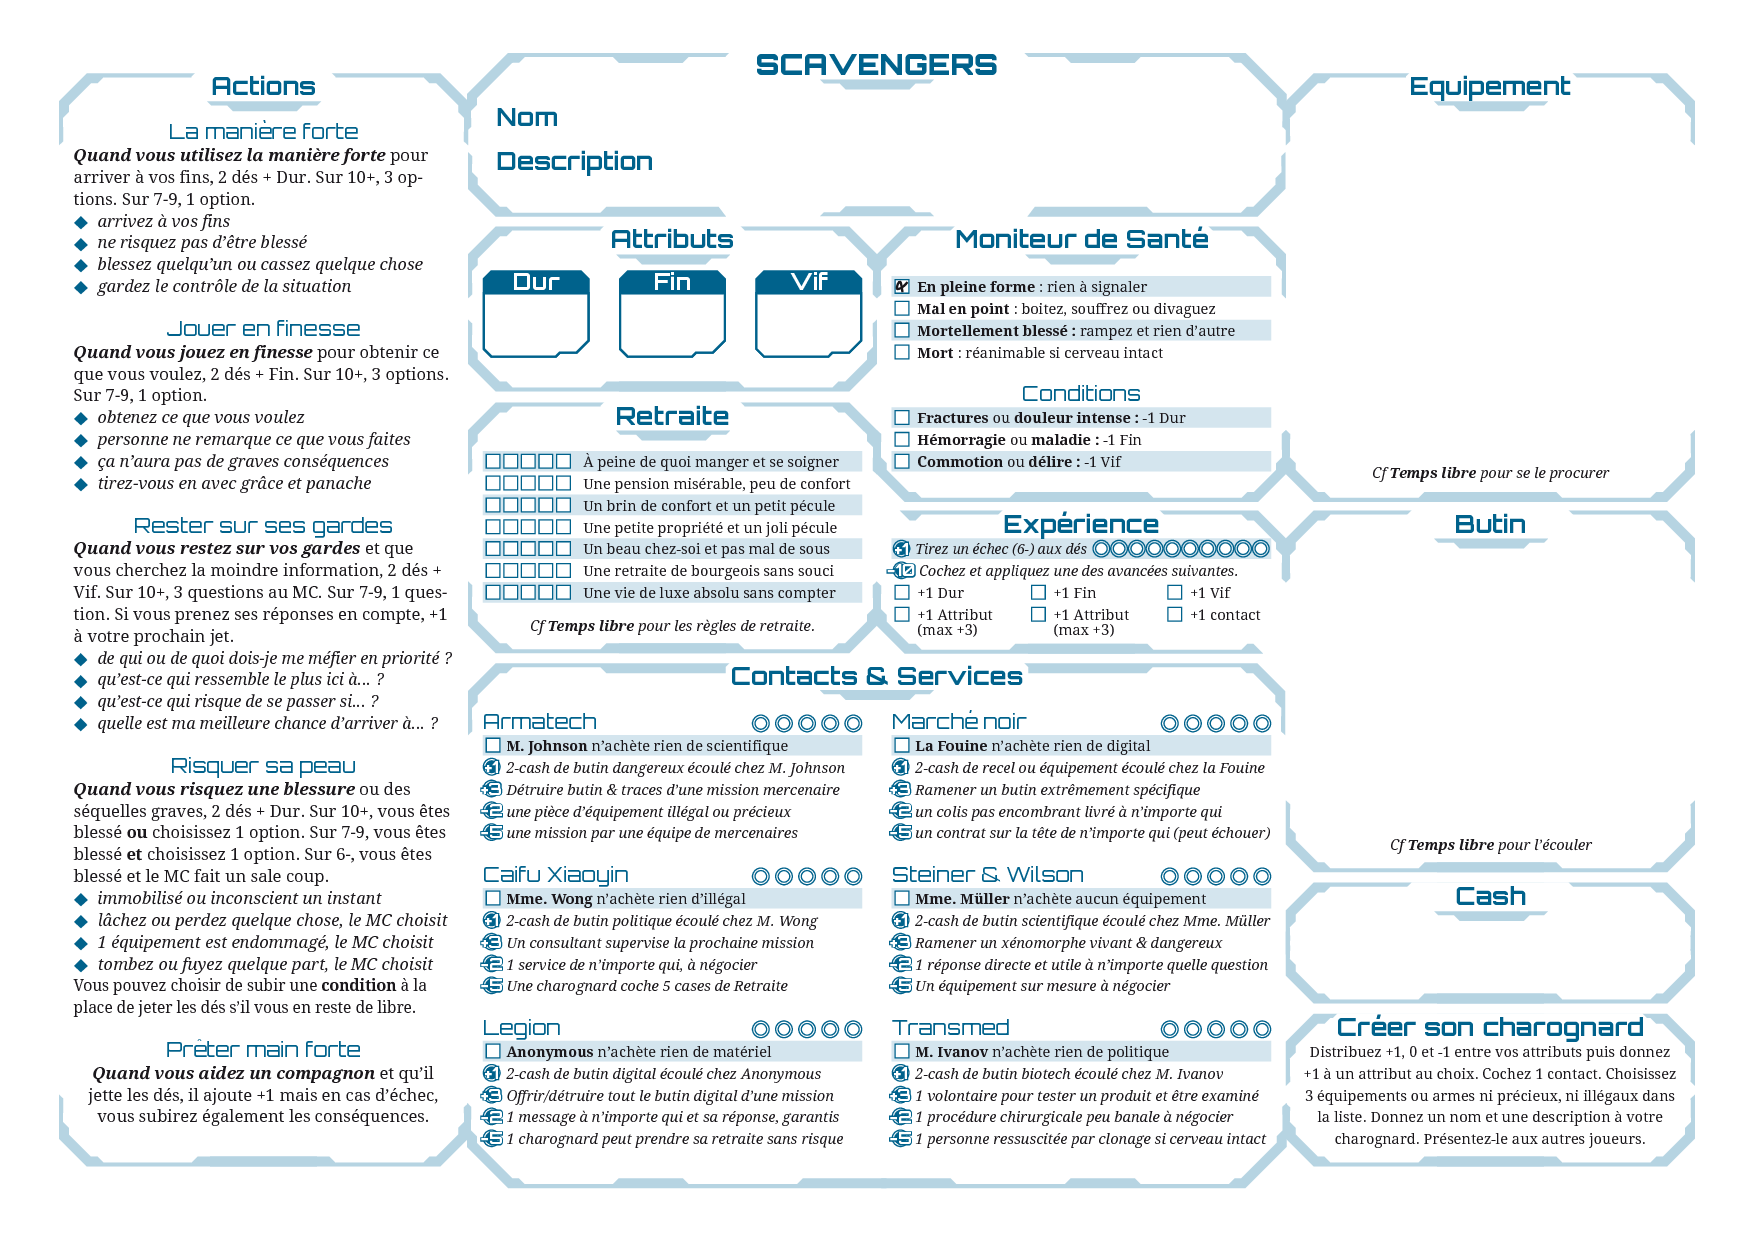 Actions
La manière forte
Quand vous utilisez la manière forte pour
arriver à vos fins, 2 dés + Dur. Sur 10+, 3 op-
tions. Sur 7-9, 1 option.
◆ arrivez à vos fins
◆ ne risquez pas d’être blessé
◆ blessez quelqu’un ou cassez quelque chose
◆ gardez le contrôle de la situation
Jouer en finesse
Quand vous jouez en finesse pour obtenir ce
que vous voulez, 2 dés + Fin. Sur 10+, 3 options.
Sur 7-9, 1 option.
◆ obtenez ce que vous voulez
◆ personne ne remarque ce que vous faites
◆ ça n’aura pas de graves conséquences
◆ tirez-vous en avec grâce et panache
Rester sur ses gardes
Quand vous restez sur vos gardes et que
vous cherchez la moindre information, 2 dés +
Vif. Sur 10+, 3 questions au MC. Sur 7-9, 1 ques-
tion. Si vous prenez ses réponses en compte, +1
à votre prochain jet.
◆ de qui ou de quoi dois-je me méfier en priorité ?
◆ qu’est-ce qui ressemble le plus ici à... ?
◆ qu’est-ce qui risque de se passer si... ?
◆ quelle est ma meilleure chance d’arriver à... ?
Risquer sa peau
Quand vous risquez une blessure ou des
séquelles graves, 2 dés + Dur. Sur 10+, vous êtes
blessé ou choisissez 1 option. Sur 7-9, vous êtes
blessé et choisissez 1 option. Sur 6-, vous êtes
blessé et le MC fait un sale coup.
◆ immobilisé ou inconscient un instant
◆ lâchez ou perdez quelque chose, le MC choisit
◆ 1 équipement est endommagé, le MC choisit
◆ tombez ou fuyez quelque part, le MC choisit
Vous pouvez choisir de subir une condition à la
place de jeter les dés s’il vous en reste de libre.
Prêter main forte
Quand vous aidez un compagnon et qu’il
jette les dés, il ajoute +1 mais en cas d’échec,
vous subirez également les conséquences.
SCAVENGERS
Nom
Description
Attributs
Dur Fin Vif
Retraite
À peine de quoi manger et se soigner
Une pension misérable, peu de confort
Un brin de confort et un petit pécule
Une petite propriété et un joli pécule
Un beau chez-soi et pas mal de sous
Une retraite de bourgeois sans souci
Une vie de luxe absolu sans compter
Cf Temps libre pour les règles de retraite.
Moniteur de Santé
En pleine forme : rien à signaler
Mal en point : boitez, souffrez ou divaguez
Mortellement blessé : rampez et rien d’autre
Mort : réanimable si cerveau intact
Conditions
Fractures ou douleur intense : -1 Dur
Hémorragie ou maladie : -1 Fin
Commotion ou délire : -1 Vif
Expérience
+1 Tirez un échec (6-) aux dés
-10 Cochez et appliquez une des avancées suivantes.
+1 Dur +1 Fin +1 Vif
+1 Attribut +1 Attribut +1 contact
(max +3) (max +3)
Contacts & Services
Armatech
M. Johnson n’achète rien de scientifique
+1 2-cash de butin dangereux écoulé chez M. Johnson
+3 Détruire butin & traces d’une mission mercenaire
-2 une pièce d’équipement illégal ou précieux
-5 une mission par une équipe de mercenaires
Caifu Xiaoyin
Mme. Wong n’achète rien d’illégal
+1 2-cash de butin politique écoulé chez M. Wong
+3 Un consultant supervise la prochaine mission
-2 1 service de n’importe qui, à négocier
-5 Une charognard coche 5 cases de Retraite
Legion
Anonymous n’achète rien de matériel
+1 2-cash de butin digital écoulé chez Anonymous
+3 Offrir/détruire tout le butin digital d’une mission
-2 1 message à n’importe qui et sa réponse, garantis
-5 1 charognard peut prendre sa retraite sans risque
Marché noir
La Fouine n’achète rien de digital
+1 2-cash de recel ou équipement écoulé chez la Fouine
+3 Ramener un butin extrêmement spécifique
-2 un colis pas encombrant livré à n’importe qui
-5 un contrat sur la tête de n’importe qui (peut échouer)
Steiner & Wilson
Mme. Müller n’achète aucun équipement
+1 2-cash de butin scientifique écoulé chez Mme. Müller
+3 Ramener un xénomorphe vivant & dangereux
-2 1 réponse directe et utile à n’importe quelle question
-5 Un équipement sur mesure à négocier
Transmed
M. Ivanov n’achète rien de politique
+1 2-cash de butin biotech écoulé chez M. Ivanov
+3 1 volontaire pour tester un produit et être examiné
-2 1 procédure chirurgicale peu banale à négocier
-5 1 personne ressuscitée par clonage si cerveau intact
Equipement
Cf Temps libre pour se le procurer
Butin
Cf Temps libre pour l’écouler
Cash
Créer son charognard
Distribuez +1, 0 et -1 entre vos attributs puis donnez
+1 à un attribut au choix. Cochez 1 contact. Choisissez
3 équipements ou armes ni précieux, ni illégaux dans
la liste. Donnez un nom et une description à votre
charognard. Présentez-le aux autres joueurs.